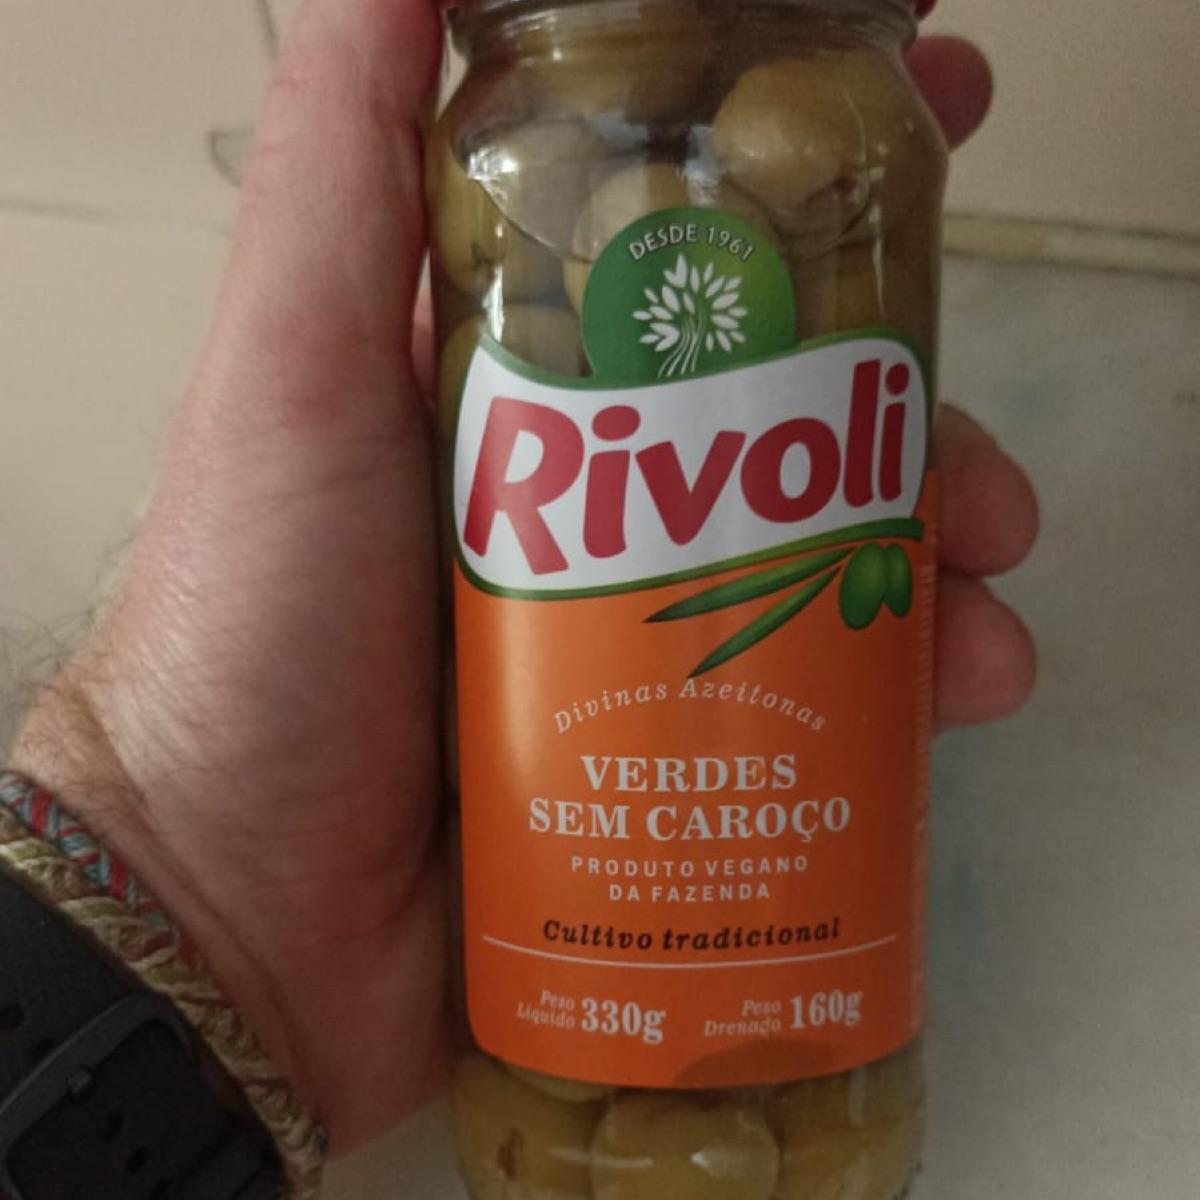 DESDE 1961
Rivoli
Divinas Azeitonas
VERDES
SEM CAROÇO
PRODUTO VEGANO
DA FAZENDA
Cultivo tradicional
Peso Líquido 330g
Peso Drenado 160g